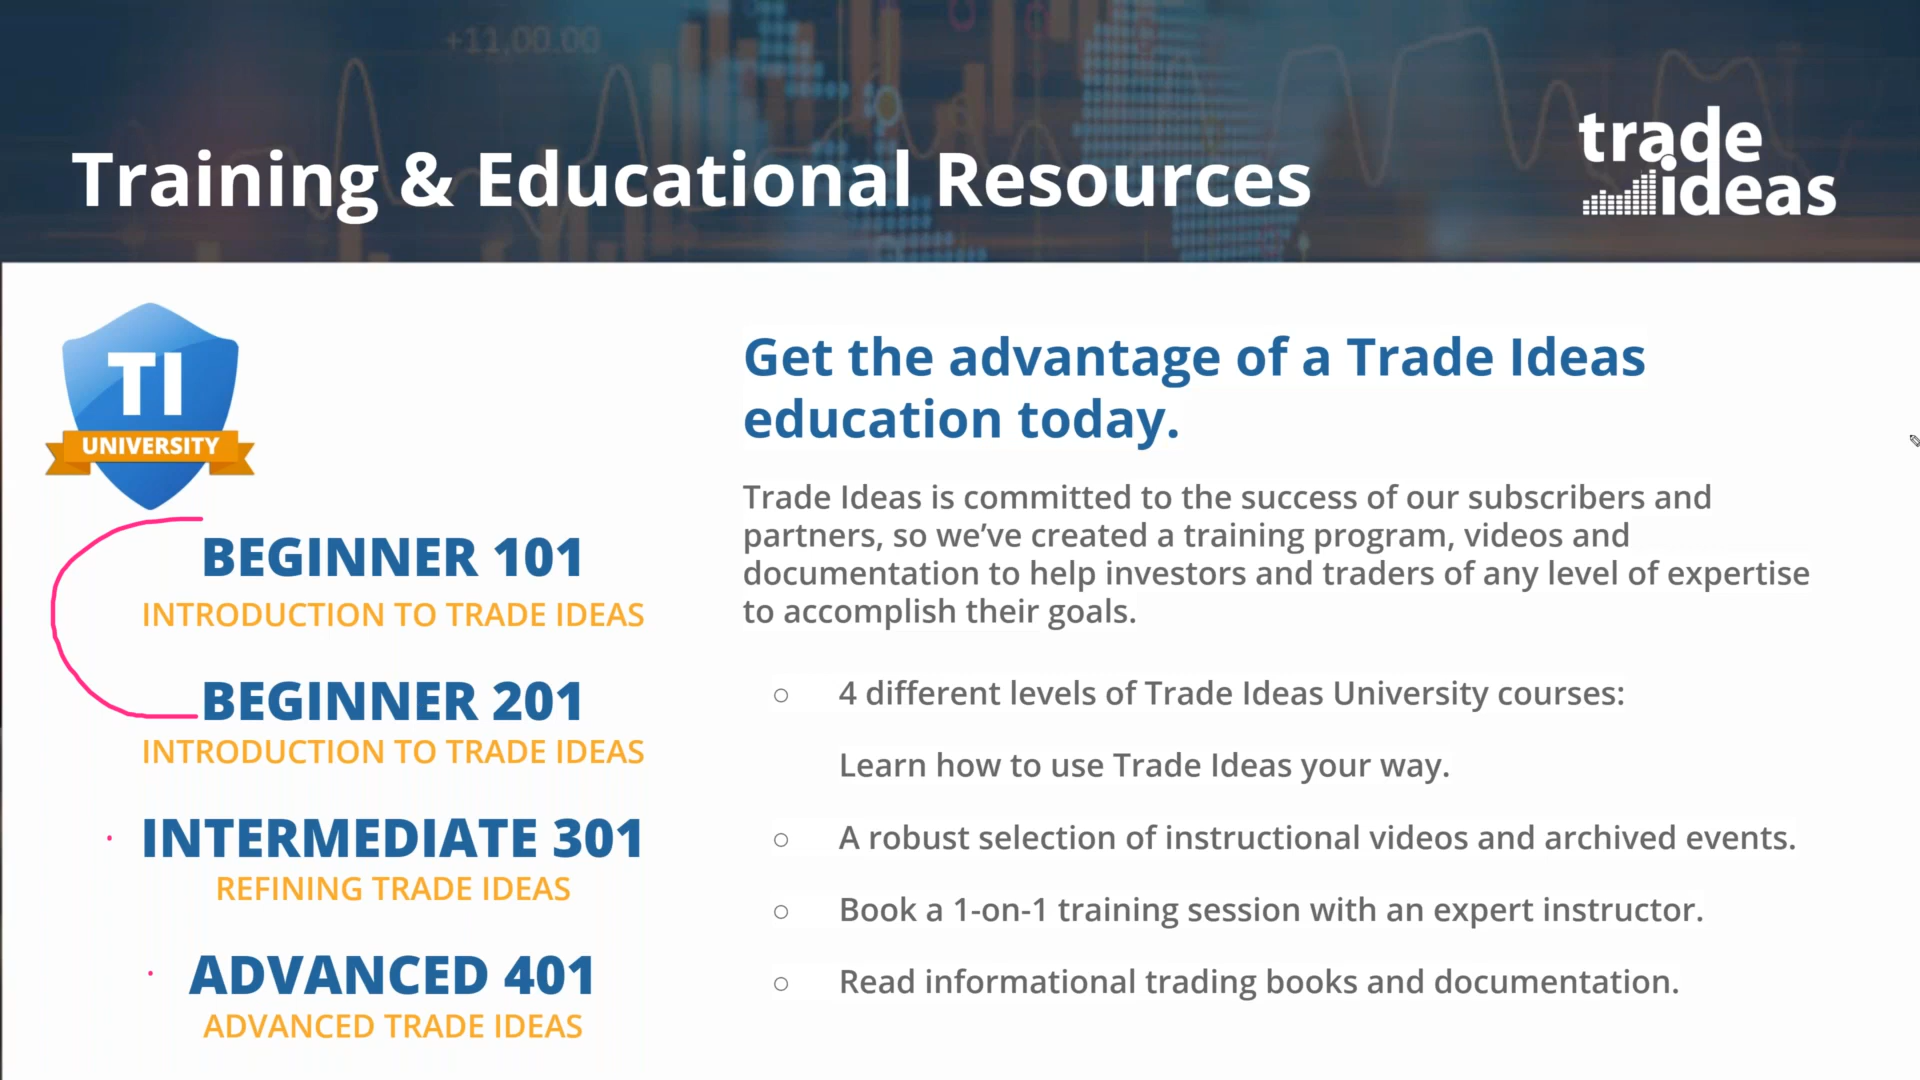 +11,00.00
Training & Educational Resources
trade
ideas
TI
UNIVERSITY
BEGINNER 101
INTRODUCTION TO TRADE IDEAS
BEGINNER 201
INTRODUCTION TO TRADE IDEAS
INTERMEDIATE 301
REFINING TRADE IDEAS
ADVANCED 401
ADVANCED TRADE IDEAS
Get the advantage of a Trade Ideas
education today.
Trade Ideas is committed to the success of our subscribers and
partners, so we’ve created a training program, videos and
documentation to help investors and traders of any level of expertise
to accomplish their goals.
○ 4 different levels of Trade Ideas University courses:
Learn how to use Trade Ideas your way.
○ A robust selection of instructional videos and archived events.
○ Book a 1-on-1 training session with an expert instructor.
○ Read informational trading books and documentation.